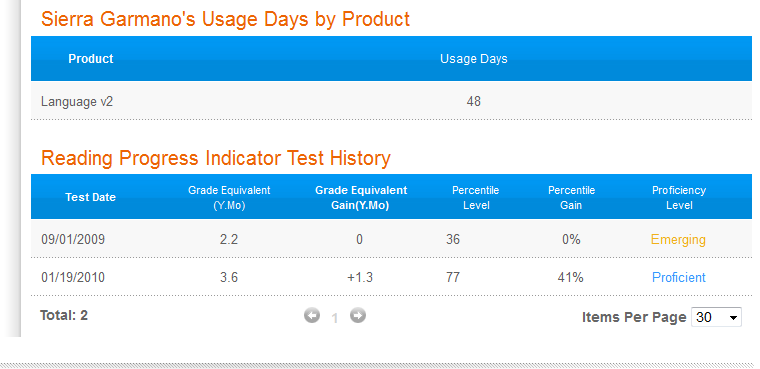 Sierra Garmano's Usage Days by Product
Product Usage Days
Language v2 48
Reading Progress Indicator Test History
Test Date Grade Equivalent (Y.Mo) Grade Equivalent Gain(Y.Mo) Percentile Level Percentile Gain Proficiency Level
09/01/2009 2.2 0 36 0% Emerging
01/19/2010 3.6 +1.3 77 41% Proficient
Total: 2 1 Items Per Page 30